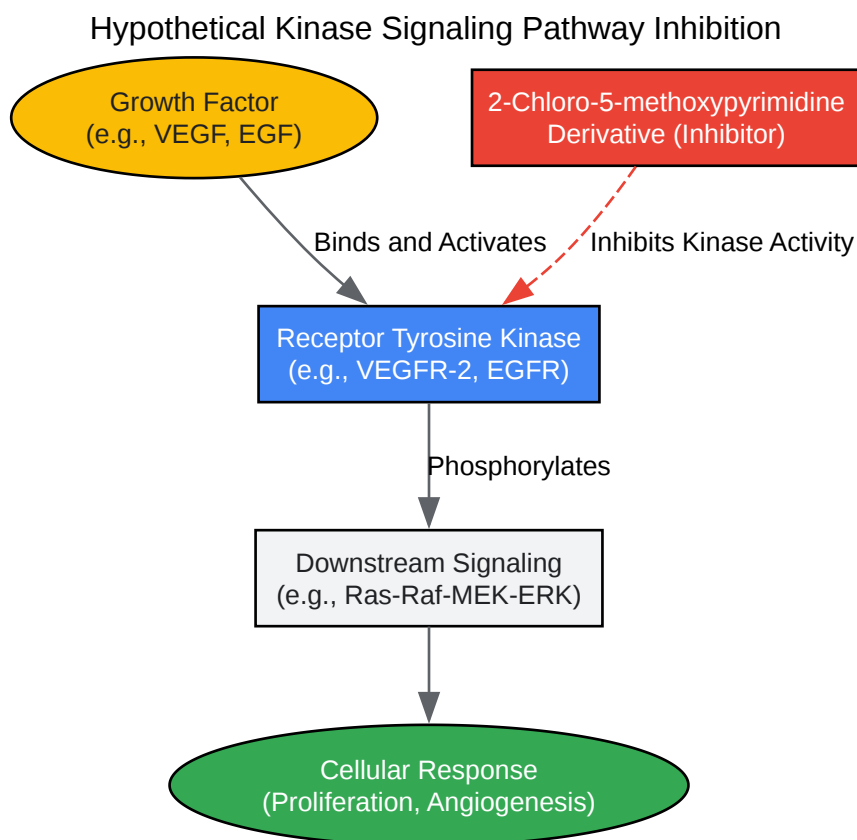 Hypothetical Kinase Signaling Pathway Inhibition
Growth Factor
(e.g., VEGF, EGF)
2-Chloro-5-methoxypyrimidine
Derivative (Inhibitor)
Binds and Activates
Inhibits Kinase Activity
Receptor Tyrosine Kinase
(e.g., VEGFR-2, EGFR)
Phosphorylates
Downstream Signaling
(e.g., Ras-Raf-MEK-ERK)
Cellular Response
(Proliferation, Angiogenesis)